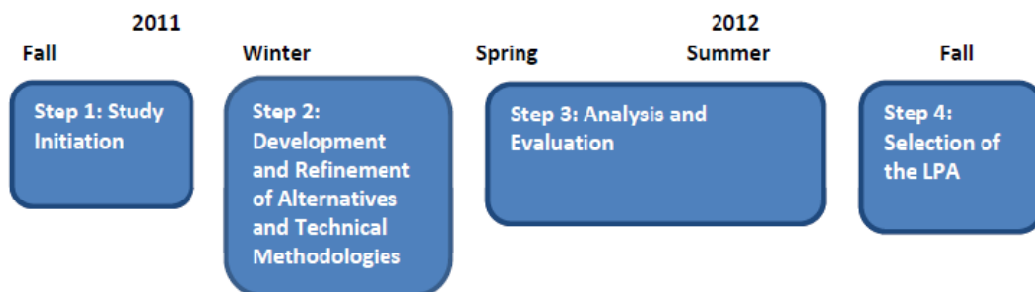 2011 2012
Fall Winter Spring Summer Fall
Step 1: Study
Initiation
Step 2:
Development
and Refinement
of Alternatives
and Technical
Methodologies
Step 3: Analysis and
Evaluation
Step 4:
Selection of
the LPA